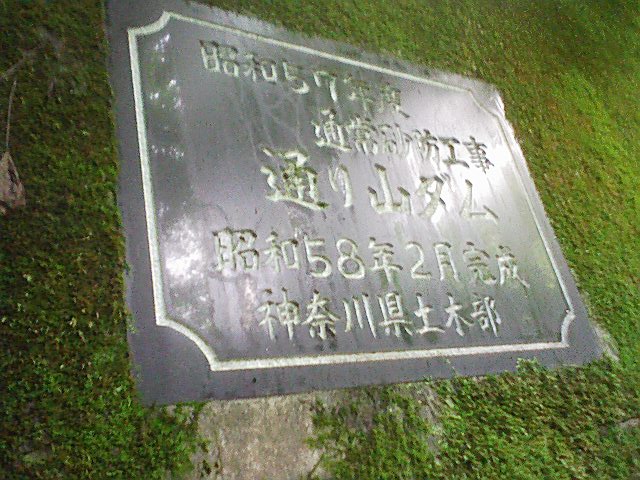 昭和57年度
通常砂防工事
通り山ダム
昭和58年2月完成
神奈川県土木部